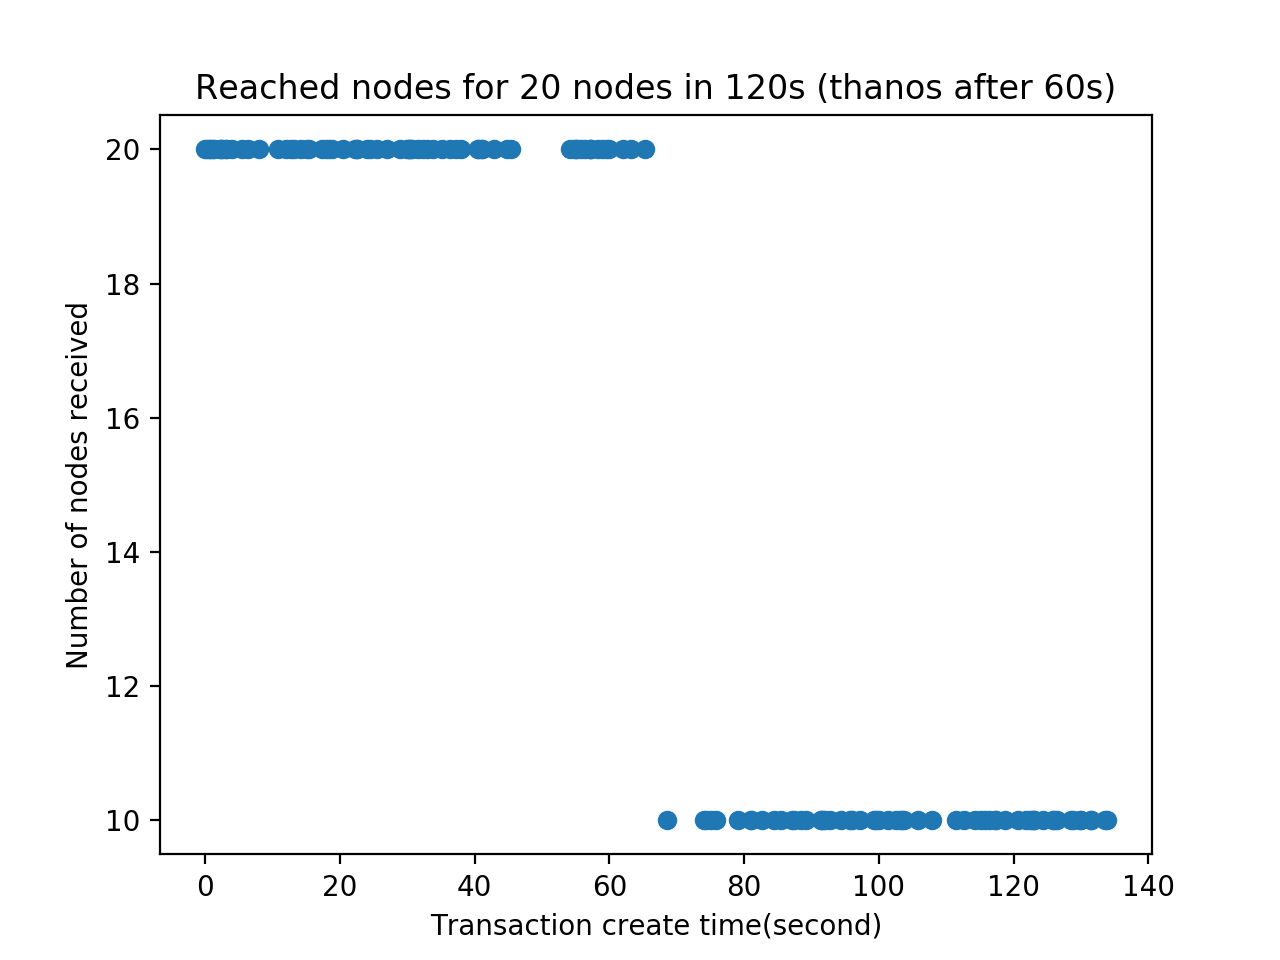 Reached nodes for 20 nodes in 120s (thanos after 60s)
20
18
16
14
12
10
Number of nodes received
0 20 40 60 80 100 120 140
Transaction create time(second)